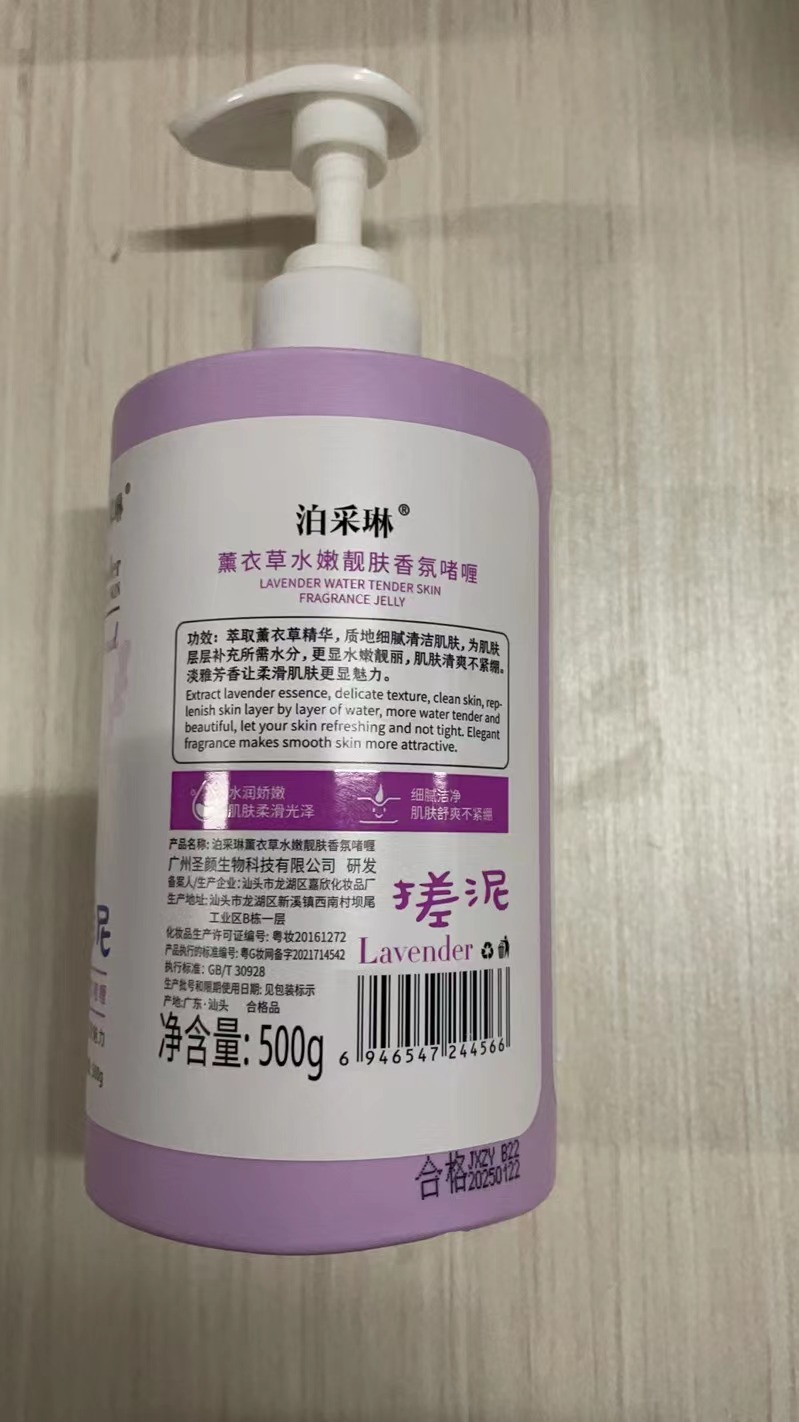 泊采琳®
薰衣草水嫩靓肤香氛啫喱
LAVENDER WATER TENDER SKIN
FRAGRANCE JELLY
功效：萃取薰衣草精华，质地细腻清洁肌肤，为肌肤
层层补充所需水分，更显水嫩靓丽，肌肤清爽不紧绷。
淡雅芳香让柔滑肌肤更显魅力。
Extract lavender essence, delicate texture, clean skin, rep-
lenish skin layer by layer of water, more water tender and
beautiful, let your skin refreshing and not tight. Elegant
fragrance makes smooth skin more attractive.
水润娇嫩
肌肤柔滑光泽
细腻洁净
肌肤舒爽不紧绷
产品名称：泊采琳薰衣草水嫩靓肤香氛啫喱
广州圣颜生物科技有限公司 研发
备案人/生产企业：汕头市龙湖区嘉欣化妆品厂
生产地址：汕头市龙湖区新溪镇西南村坝尾
工业区B栋一层
化妆品生产许可证编号：粤妆20161272
产品执行的标准编号：粤G妆网备字2021714542
执行标准：GB/T 30928
生产批号和限期使用日期：见包装标示
产地：广东·汕头 合格品
净含量：500g
搓泥
Lavender
6 946547 244566
合格 JXZY B22
20250122
琳
泥